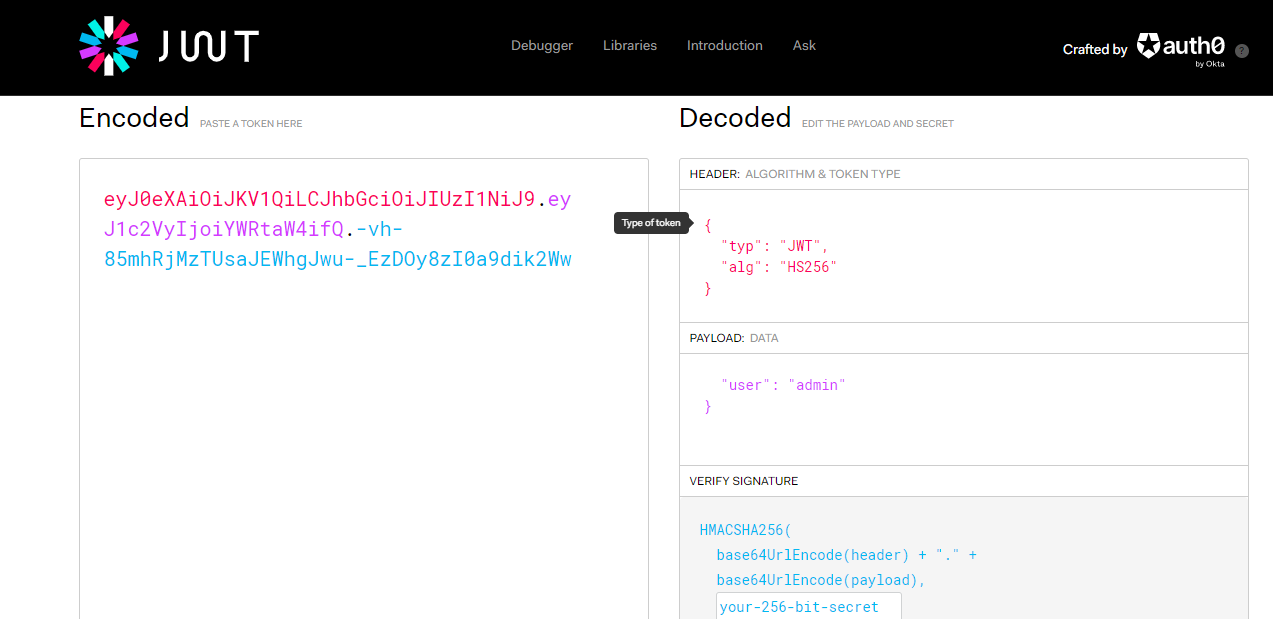 JWT
Debugger Libraries Introduction Ask
Crafted by auth0
by Okta
?
Encoded PASTE A TOKEN HERE
Decoded EDIT THE PAYLOAD AND SECRET
eyJ0eXAiOiJKV1QiLCJhbGciOiJIUzI1NiJ9.ey
J1c2VyIjoiYWRtaW4ifQ.-vh-
85mhRjMzTUsaJEWhgJwu-_EzDOy8zI0a9dik2Ww
HEADER: ALGORITHM & TOKEN TYPE
Type of token
{
"typ": "JWT",
"alg": "HS256"
}
PAYLOAD: DATA
"user": "admin"
}
VERIFY SIGNATURE
HMACSHA256(
base64UrlEncode(header) + "." +
base64UrlEncode(payload),
your-256-bit-secret